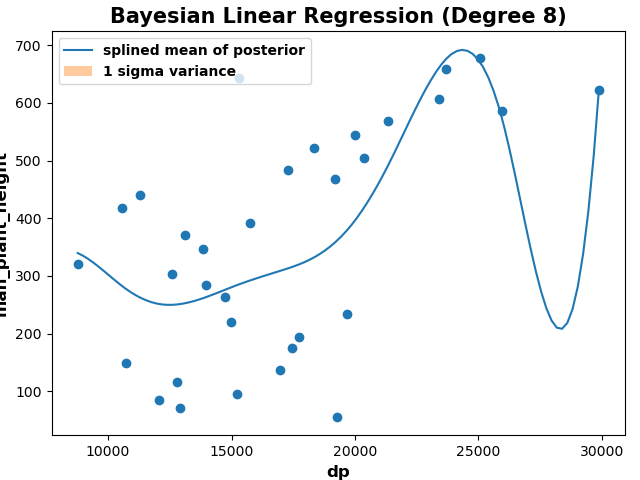 Bayesian Linear Regression (Degree 8)
splined mean of posterior
1 sigma variance
700
600
500
400
300
200
100
man_plant_height
10000
15000
20000
25000
30000
dp